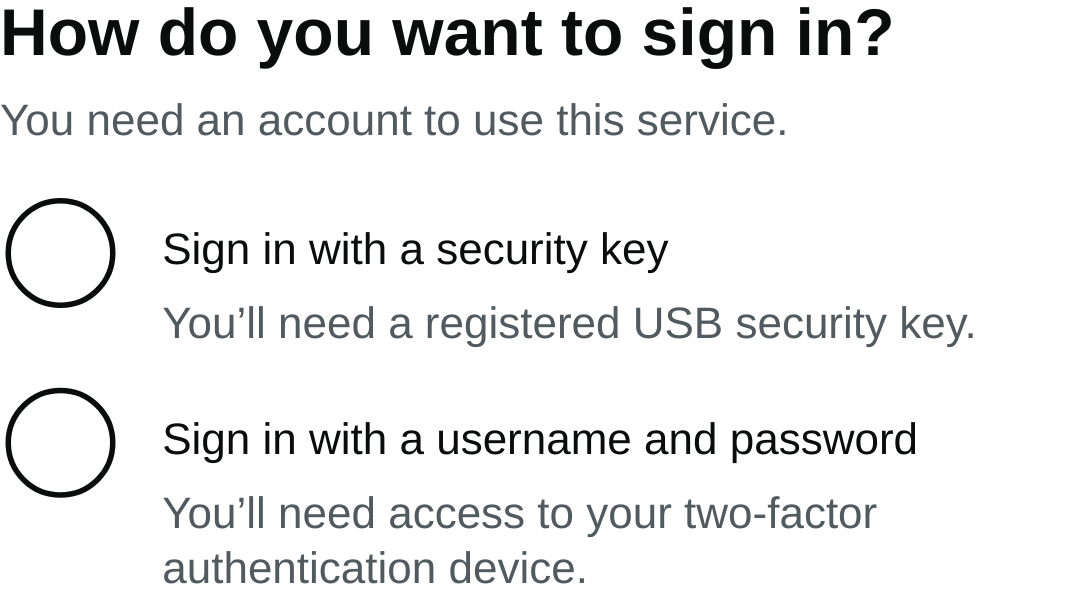 How do you want to sign in?
You need an account to use this service.
Sign in with a security key
You’ll need a registered USB security key.
Sign in with a username and password
You’ll need access to your two-factor
authentication device.